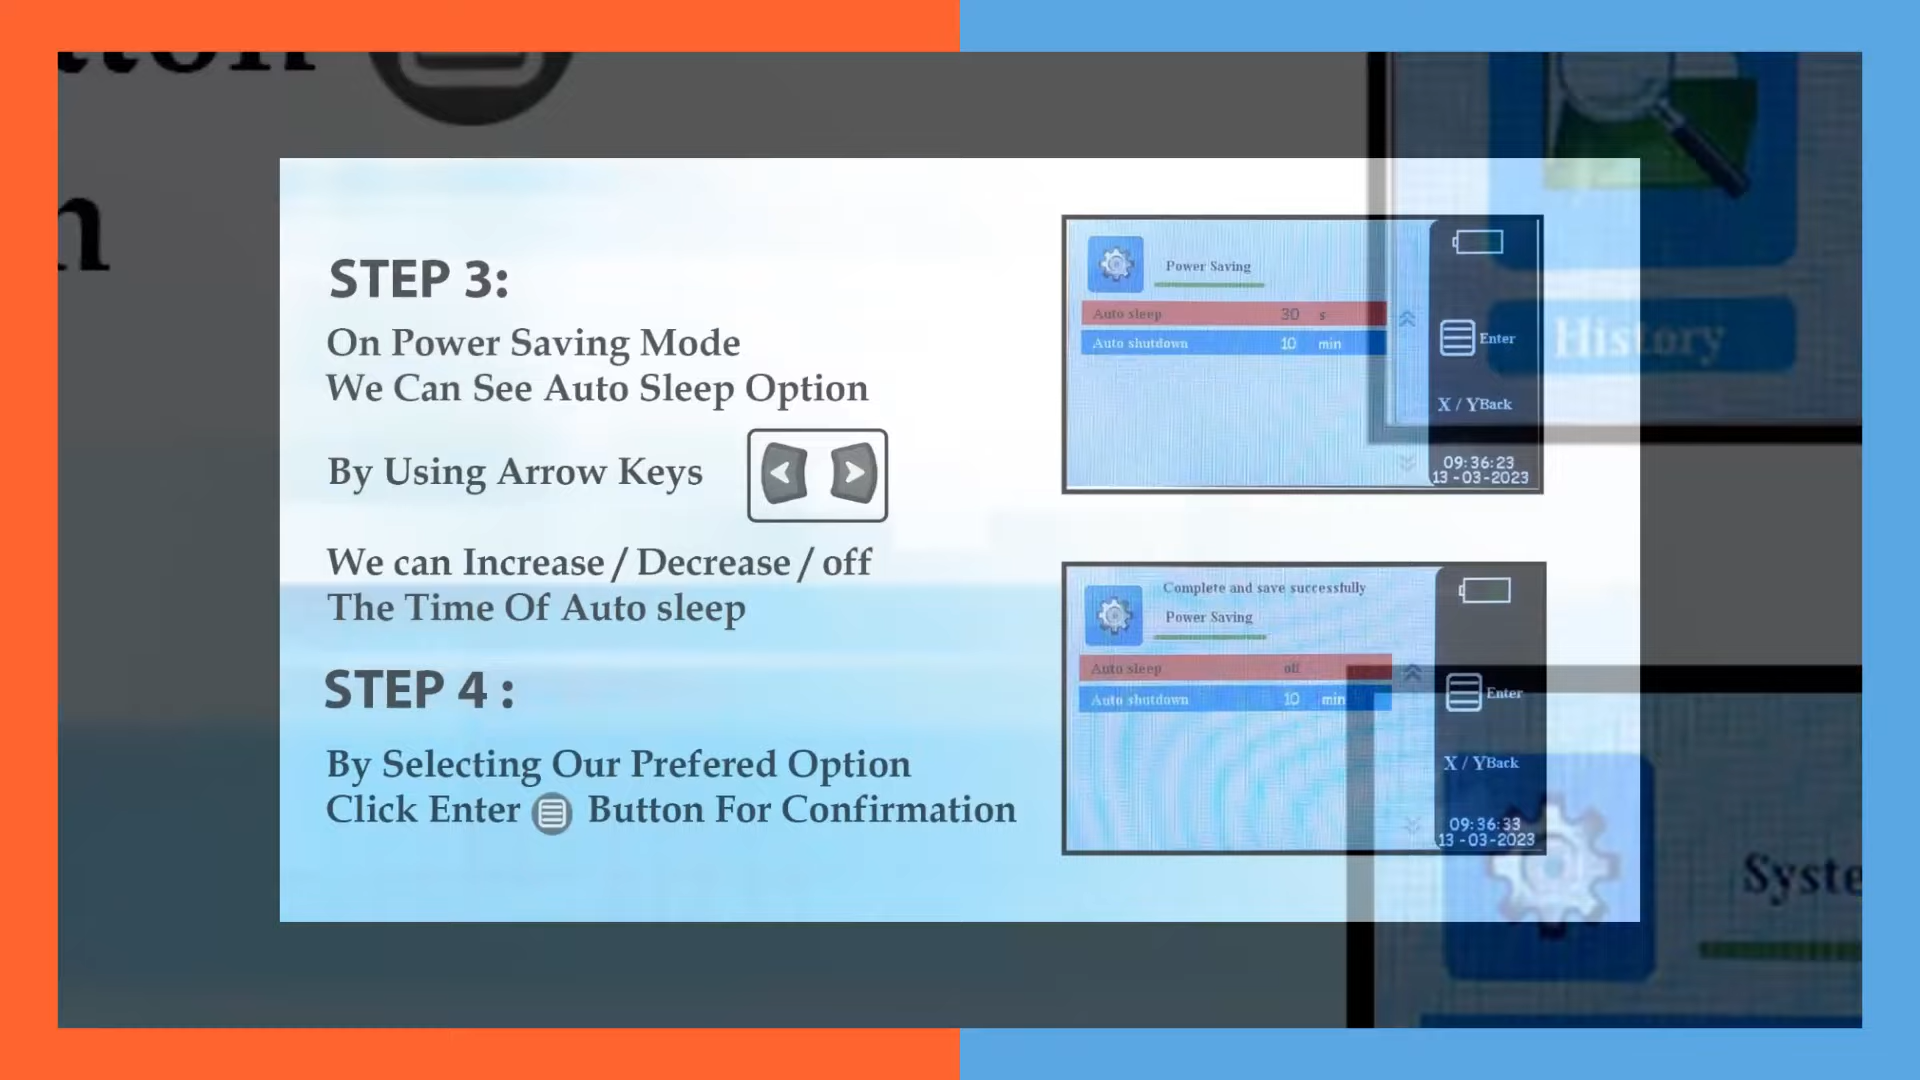 STEP 3:
On Power Saving Mode
We Can See Auto Sleep Option
By Using Arrow Keys
We can Increase / Decrease / off
The Time Of Auto sleep
STEP 4 :
By Selecting Our Prefered Option
Click Enter Button For Confirmation
Power Saving
Auto sleep 30 s
Auto shutdown 10 min
Enter
X / Y Back
09:36:23
13-03-2023
History
Complete and save successfully
Power Saving
Auto sleep off
Auto shutdown 10 min
Enter
X / Y Back
09:36:33
13-03-2023